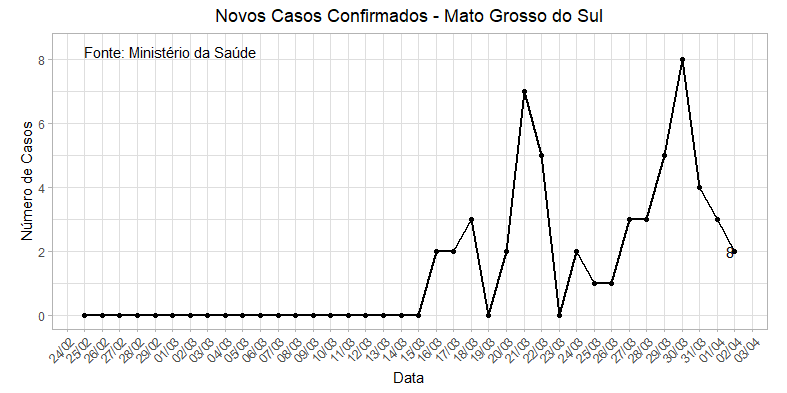 Novos Casos Confirmados - Mato Grosso do Sul
Fonte: Ministério da Saúde
Número de Casos
8
6
4
2
0
8
24/02 25/02 26/02 27/02 28/02 29/02 01/03 02/03 03/03 04/03 05/03 06/03 07/03 08/03 09/03 10/03 11/03 12/03 13/03 14/03 15/03 16/03 17/03 18/03 19/03 20/03 21/03 22/03 23/03 24/03 25/03 26/03 27/03 28/03 29/03 30/03 31/03 01/04 02/04 03/04
Data